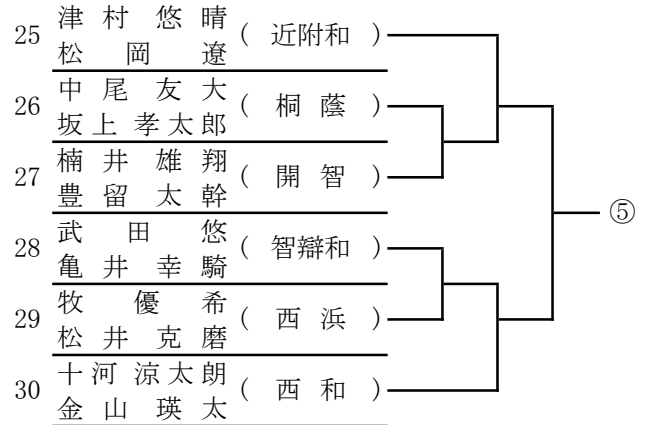 津村悠晴
25 (近附和)
松岡遼
中尾友大
26 (桐蔭)
坂上孝太郎
楠井雄翔
27 (開智)
豊留太幹
⑤
武田悠
28 (智辯和)
亀井幸騎
牧優希
29 (西浜)
松井克磨
十河涼太朗
30 (西和)
金山瑛太